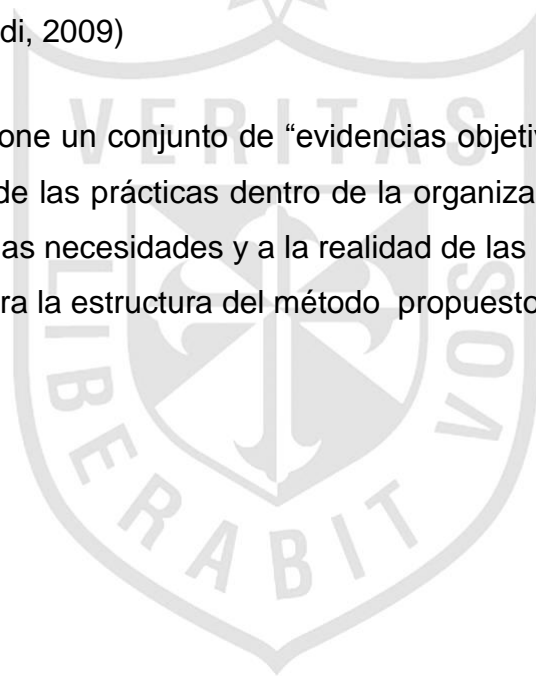 di, 2009)
one un conjunto de “evidencias objetiv
de las prácticas dentro de la organiza
as necesidades y a la realidad de las
ra la estructura del método  propuesto
VERITAS
LIBERABIT
VOS